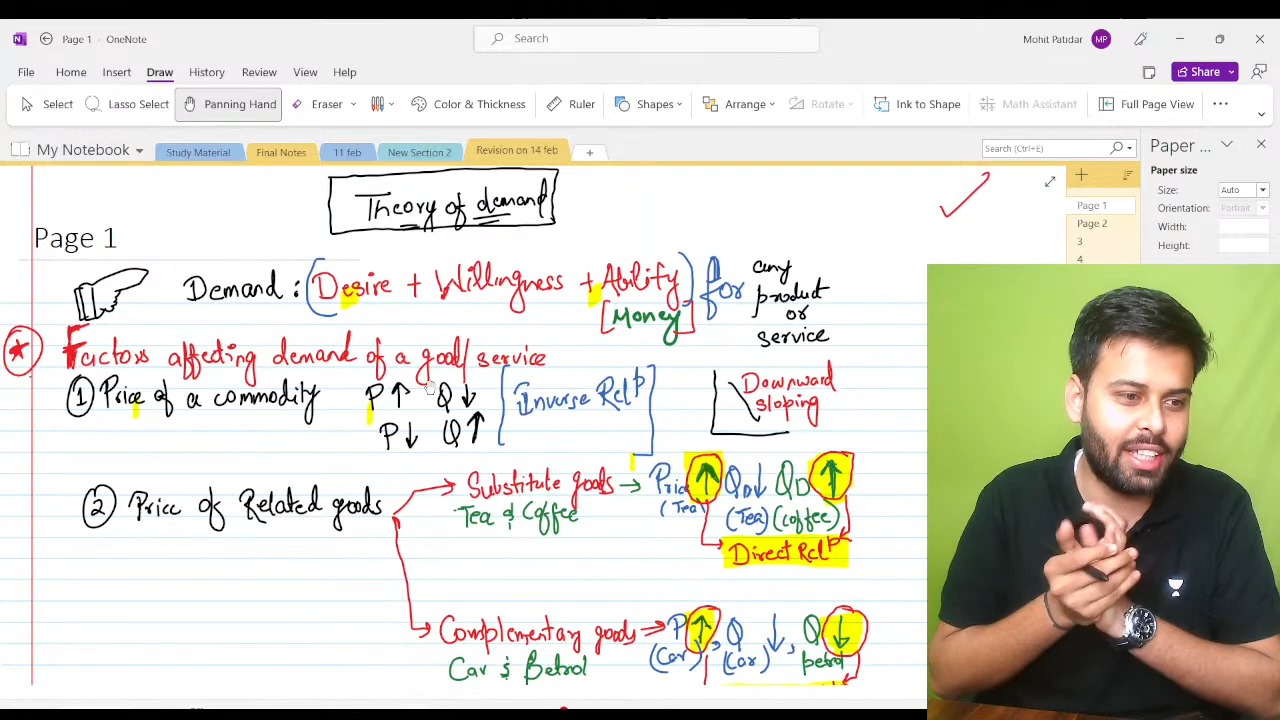 Page 1 - OneNote
Search
Mohit Patidar MP
File Home Insert Draw History Review View Help
Share
Select Lasso Select Panning Hand Eraser Color & Thickness Ruler Shapes Arrange Rotate Ink to Shape Math Assistant Full Page View
My Notebook
Study Material Final Notes 11 feb New Section 2 Revision on 14 feb
Search (Ctrl+E)
Paper
Paper size
Size: Auto
Orientation: Portrait
Width:
Height:
Page 1
Page 2
3
4
Theory of demand
Page 1
Demand : (Desire + Willingness + Ability) for any product or service
[Money]
Factors affecting demand of a good/service
① Price of a commodity P↑ Q↓ [Inverse Relᵖ]
P↓ Q↑
Downward sloping
② Price of Related goods
Substitute goods → Price ↑ QD↓ QD ↑
Tea & Coffee (Tea) (Tea) (coffee)
Direct Relᵖ
Complementary goods → P ↑, Q ↓, Q ↓
Car & Petrol (Car) (Car) petrol